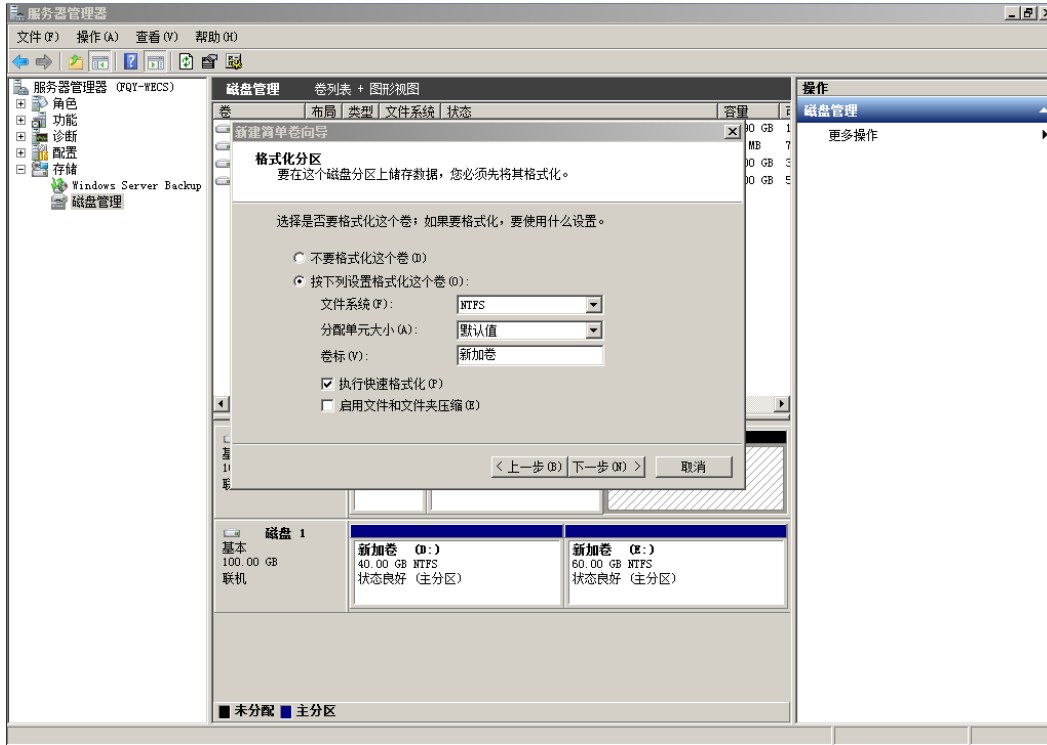 服务器管理器
文件(F) 操作(A) 查看(V) 帮助(H)
服务器管理器 (FQY-WECS)
角色
功能
诊断
配置
存储
Windows Server Backup
磁盘管理
磁盘管理 卷列表 + 图形视图
卷 布局 类型 文件系统 状态 容量
GB 1
MB 7
GB 3
GB 5
新建简单卷向导
格式化分区
要在这个磁盘分区上储存数据，您必须先将其格式化。
选择是否要格式化这个卷；如果要格式化，要使用什么设置。
不要格式化这个卷(D)
按下列设置格式化这个卷(O):
文件系统(F): NTFS
分配单元大小(A): 默认值
卷标(V): 新加卷
执行快速格式化(P)
启用文件和文件夹压缩(E)
<上一步(B) 下一步(N) > 取消
磁盘 1
基本
100.00 GB
联机
新加卷 (D:)
40.00 GB NTFS
状态良好 (主分区)
新加卷 (E:)
60.00 GB NTFS
状态良好 (主分区)
未分配 主分区
操作
磁盘管理
更多操作